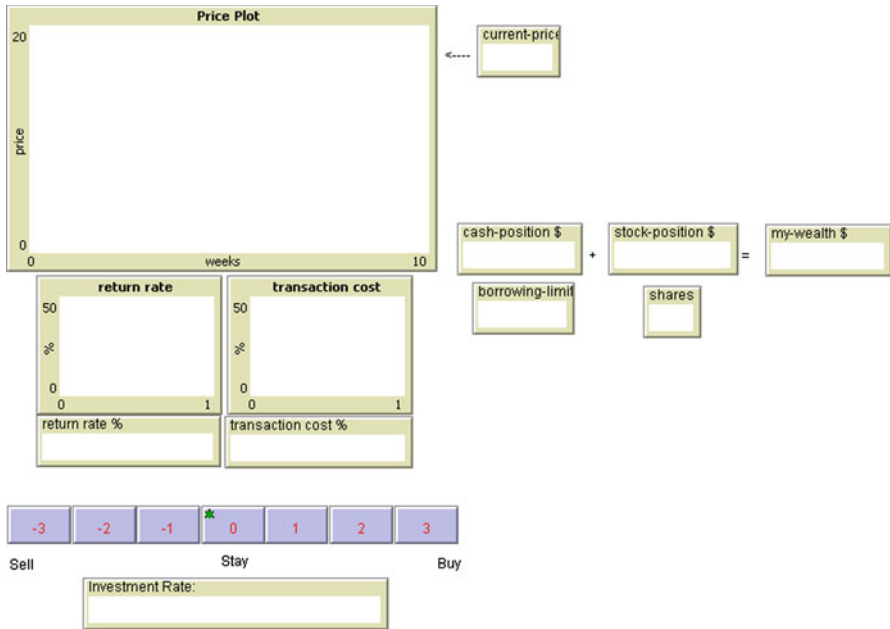 Price Plot
20
price
0
0
weeks
10
<----
current-price
cash-position $
+
stock-position $
=
my-wealth $
borrowing-limit
shares
return rate
50
%
0
0
1
transaction cost
50
%
0
0
1
return rate %
transaction cost %
-3
-2
-1
*
0
1
2
3
Sell
Stay
Buy
Investment Rate: